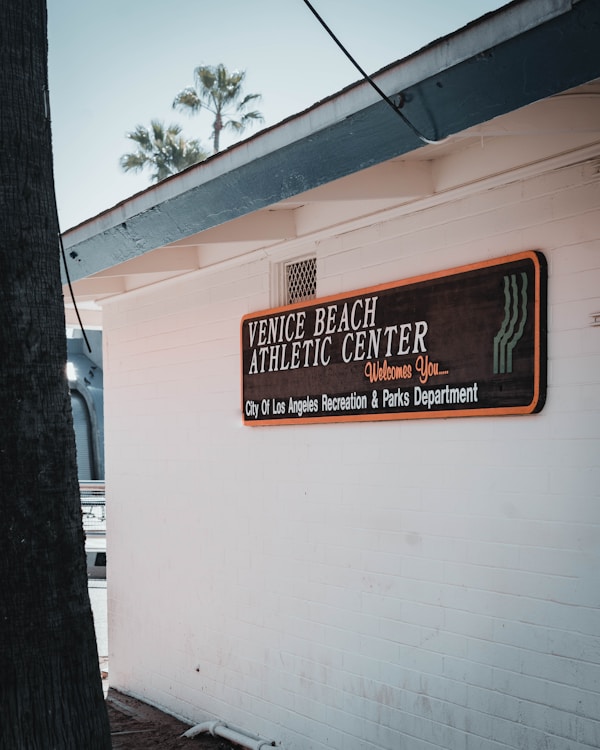 VENICE BEACH
ATHLETIC CENTER
Welcomes You....
City Of Los Angeles Recreation & Parks Department